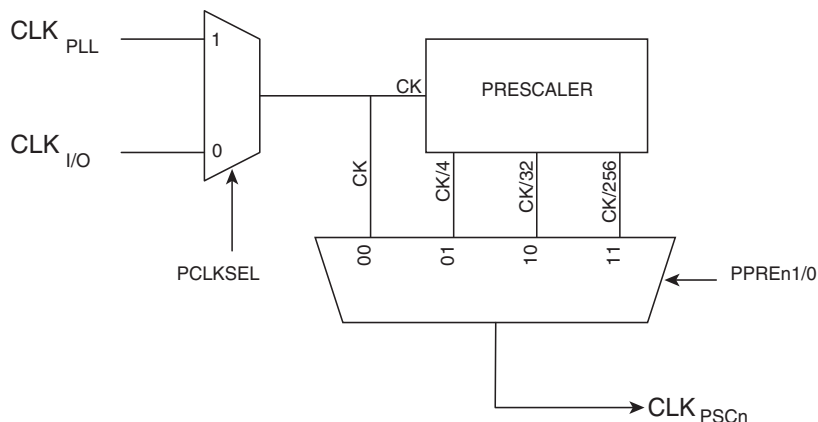 CLK PLL
1
CK
PRESCALER
CLK I/O
0
CK
CK/4
CK/32
CK/256
00
01
10
11
PCLKSEL
PPREn1/0
CLK PSCn